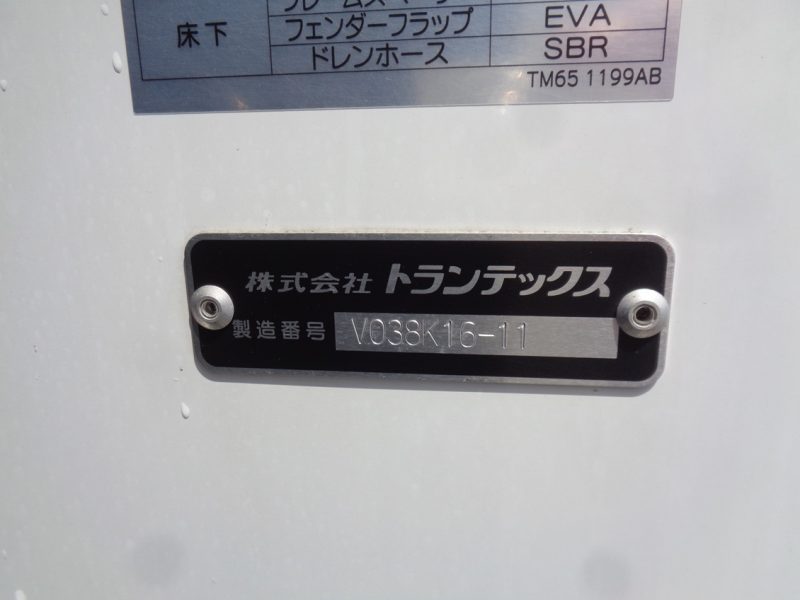 床下
フェンダーフラップ EVA
ドレンホース SBR
TM65 1199AB
株式会社 トランテックス
製造番号 V038K16-11